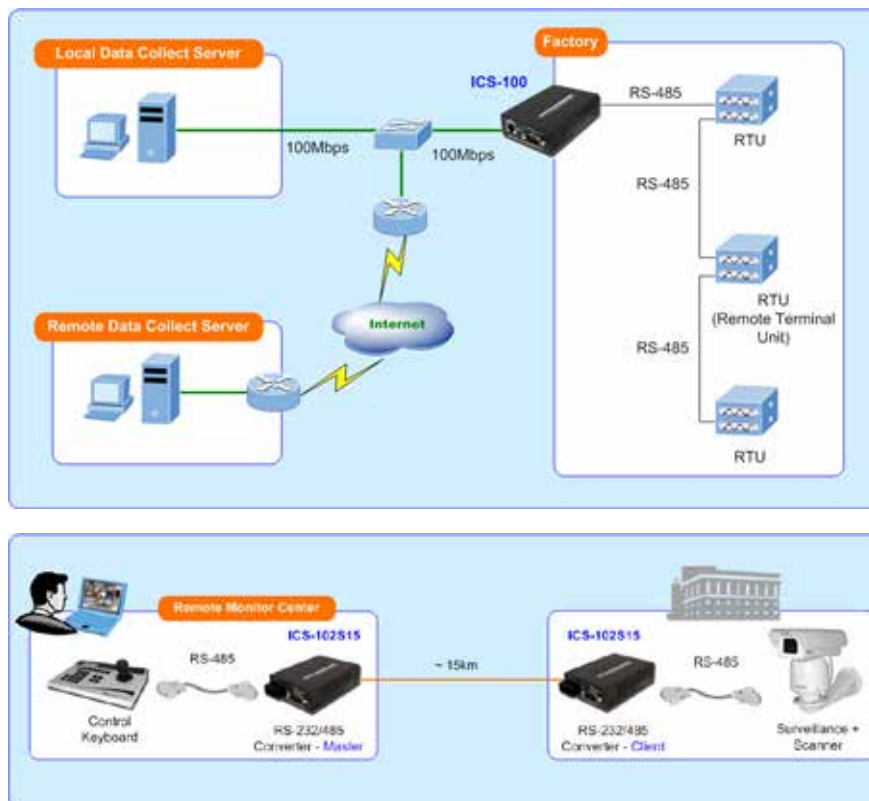 Local Data Collect Server
Factory
ICS-100
RS-485
100Mbps
100Mbps
RTU
RS-485
Internet
Remote Data Collect Server
RTU
(Remote Terminal
Unit)
RS-485
RTU
Remote Monitor Center
ICS-102S15
ICS-102S15
RS-485
~ 15km
RS-485
Control
Keyboard
RS-232/485
Converter - Master
RS-232/485
Converter - Client
Surveillance +
Scanner